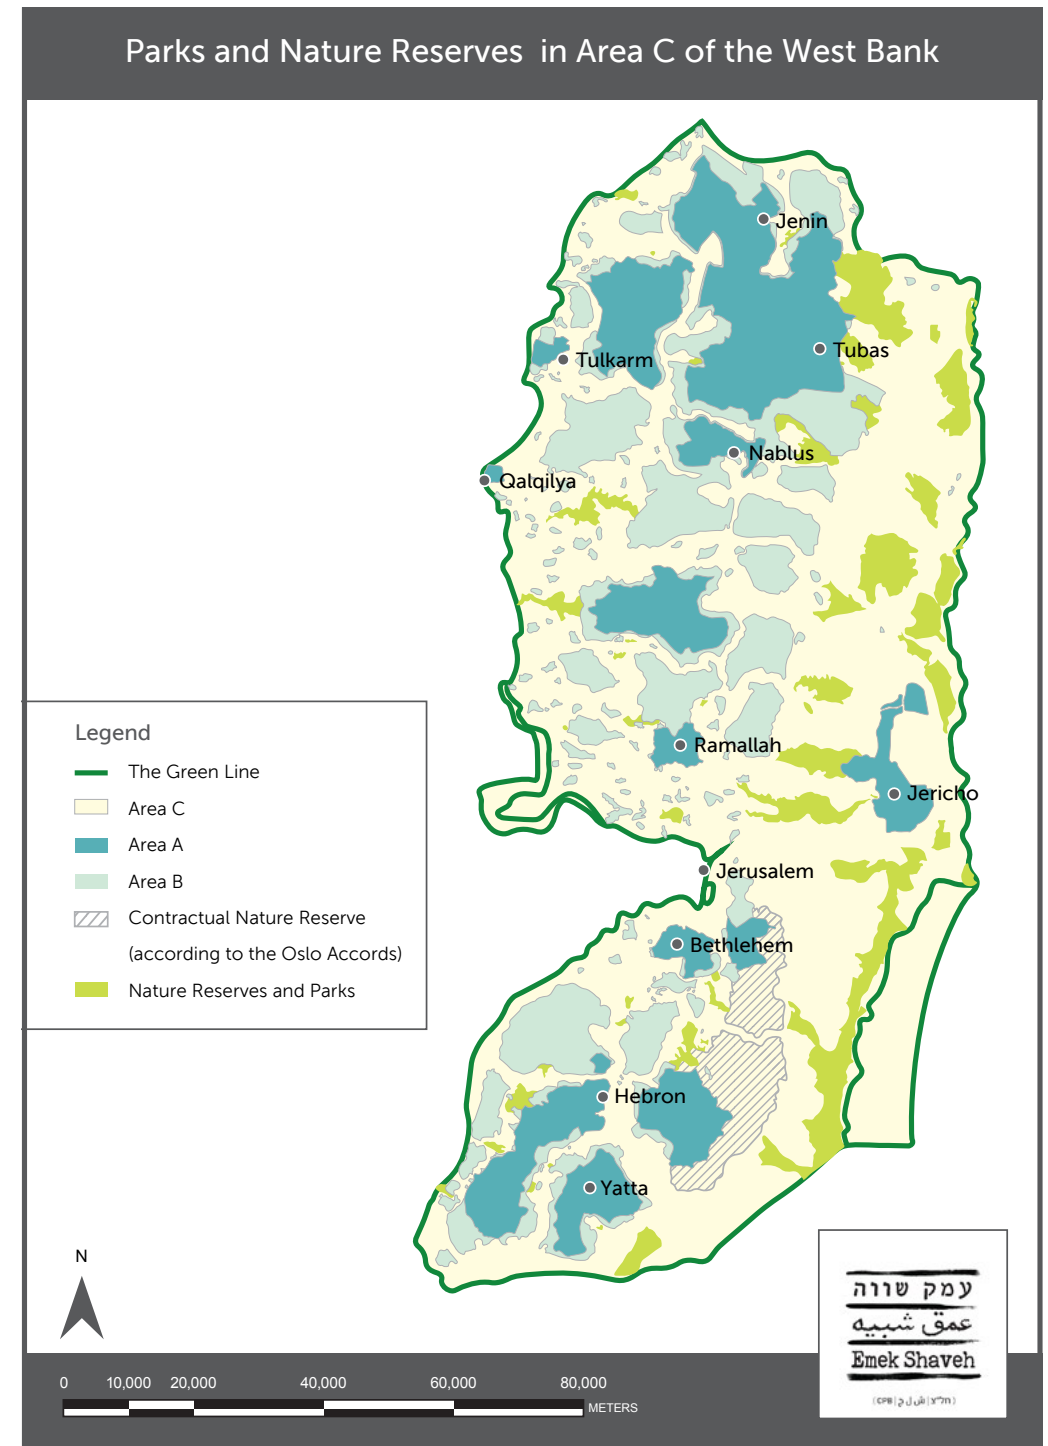 Parks and Nature Reserves in Area C of the West Bank
Jenin
Tubas
Tulkarm
Nablus
Qalqilya
Ramallah
Jericho
Jerusalem
Bethlehem
Hebron
Yatta
Legend
The Green Line
Area C
Area A
Area B
Contractual Nature Reserve
(according to the Oslo Accords)
Nature Reserves and Parks
N
0 10,000 20,000 40,000 60,000 80,000
METERS
עמק שווה
عمق شبيه
Emek Shaveh
(CPB | ش ل ج | חל"צ)